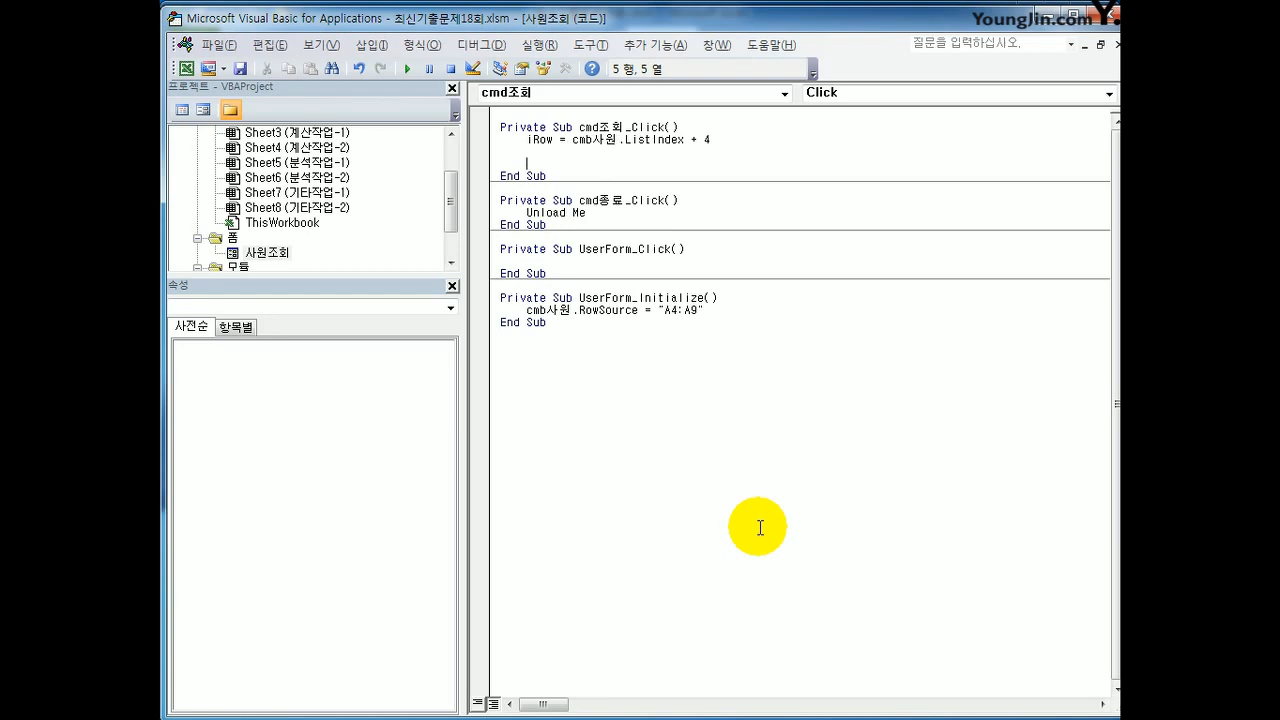 Microsoft Visual Basic for Applications - 최신기출문제18회.xlsm - [사원조회 (코드)]
YoungJin.com Y.
파일(F) 편집(E) 보기(V) 삽입(I) 형식(O) 디버그(D) 실행(R) 도구(T) 추가 기능(A) 창(W) 도움말(H)
질문을 입력하십시오.
5 행, 5 열
프로젝트 - VBAProject
Sheet3 (계산작업-1)
Sheet4 (계산작업-2)
Sheet5 (분석작업-1)
Sheet6 (분석작업-2)
Sheet7 (기타작업-1)
Sheet8 (기타작업-2)
ThisWorkbook
폼
사원조회
모듈
속성
사전순 항목별
cmd조회 Click
Private Sub cmd조회_Click()
iRow = cmb사원.ListIndex + 4
End Sub
Private Sub cmd종료_Click()
Unload Me
End Sub
Private Sub UserForm_Click()
End Sub
Private Sub UserForm_Initialize()
cmb사원.RowSource = "A4:A9"
End Sub